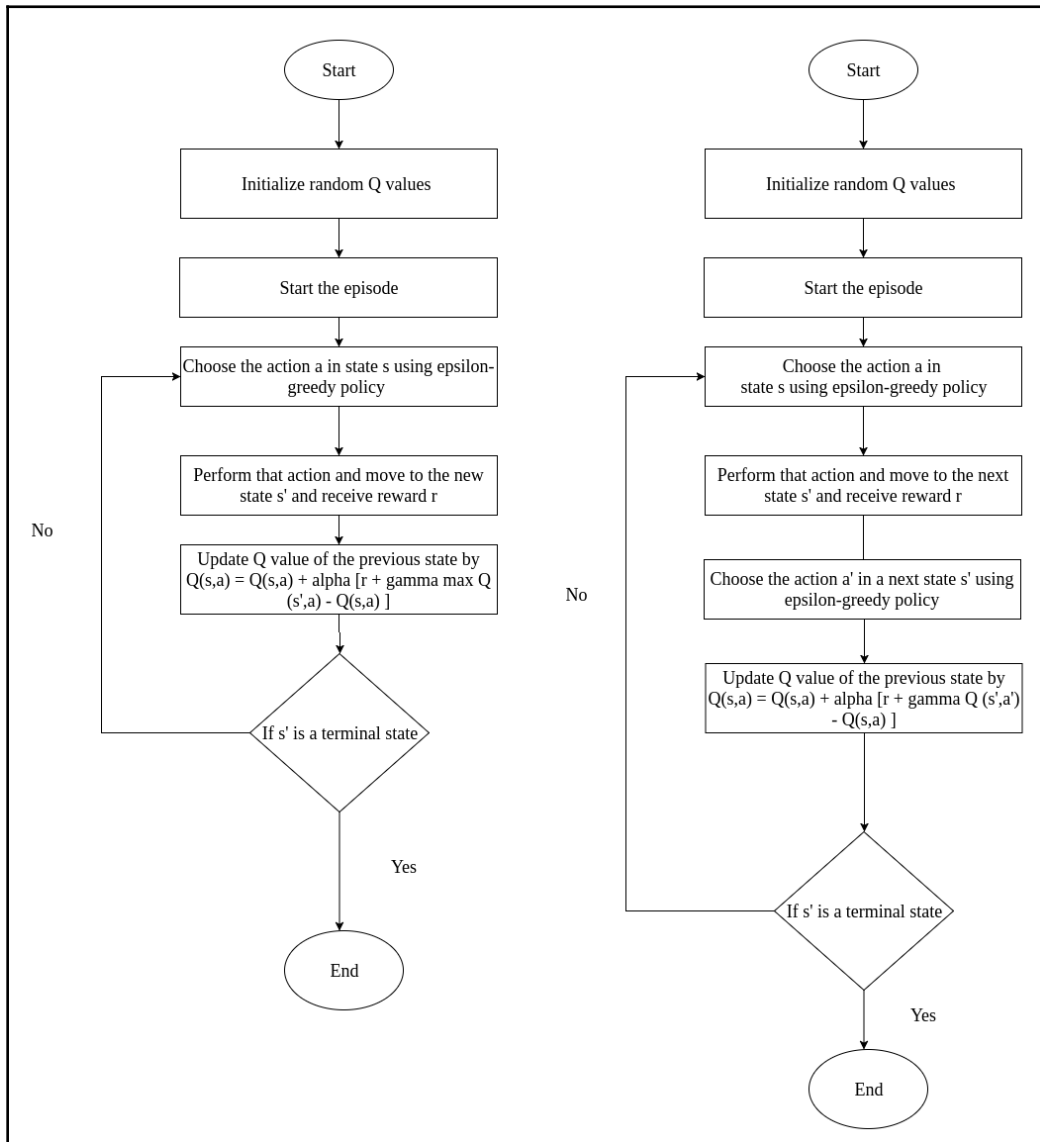 Start
Initialize random Q values
Start the episode
Choose the action a in state s using epsilon-
greedy policy
Perform that action and move to the new
state s' and receive reward r
No
Update Q value of the previous state by
Q(s,a) = Q(s,a) + alpha [r + gamma max Q
(s',a) - Q(s,a) ]
If s' is a terminal state
Yes
End
Start
Initialize random Q values
Start the episode
Choose the action a in
state s using epsilon-greedy policy
Perform that action and move to the next
state s' and receive reward r
Choose the action a' in a next state s' using
epsilon-greedy policy
No
Update Q value of the previous state by
Q(s,a) = Q(s,a) + alpha [r + gamma Q (s',a')
- Q(s,a) ]
If s' is a terminal state
Yes
End